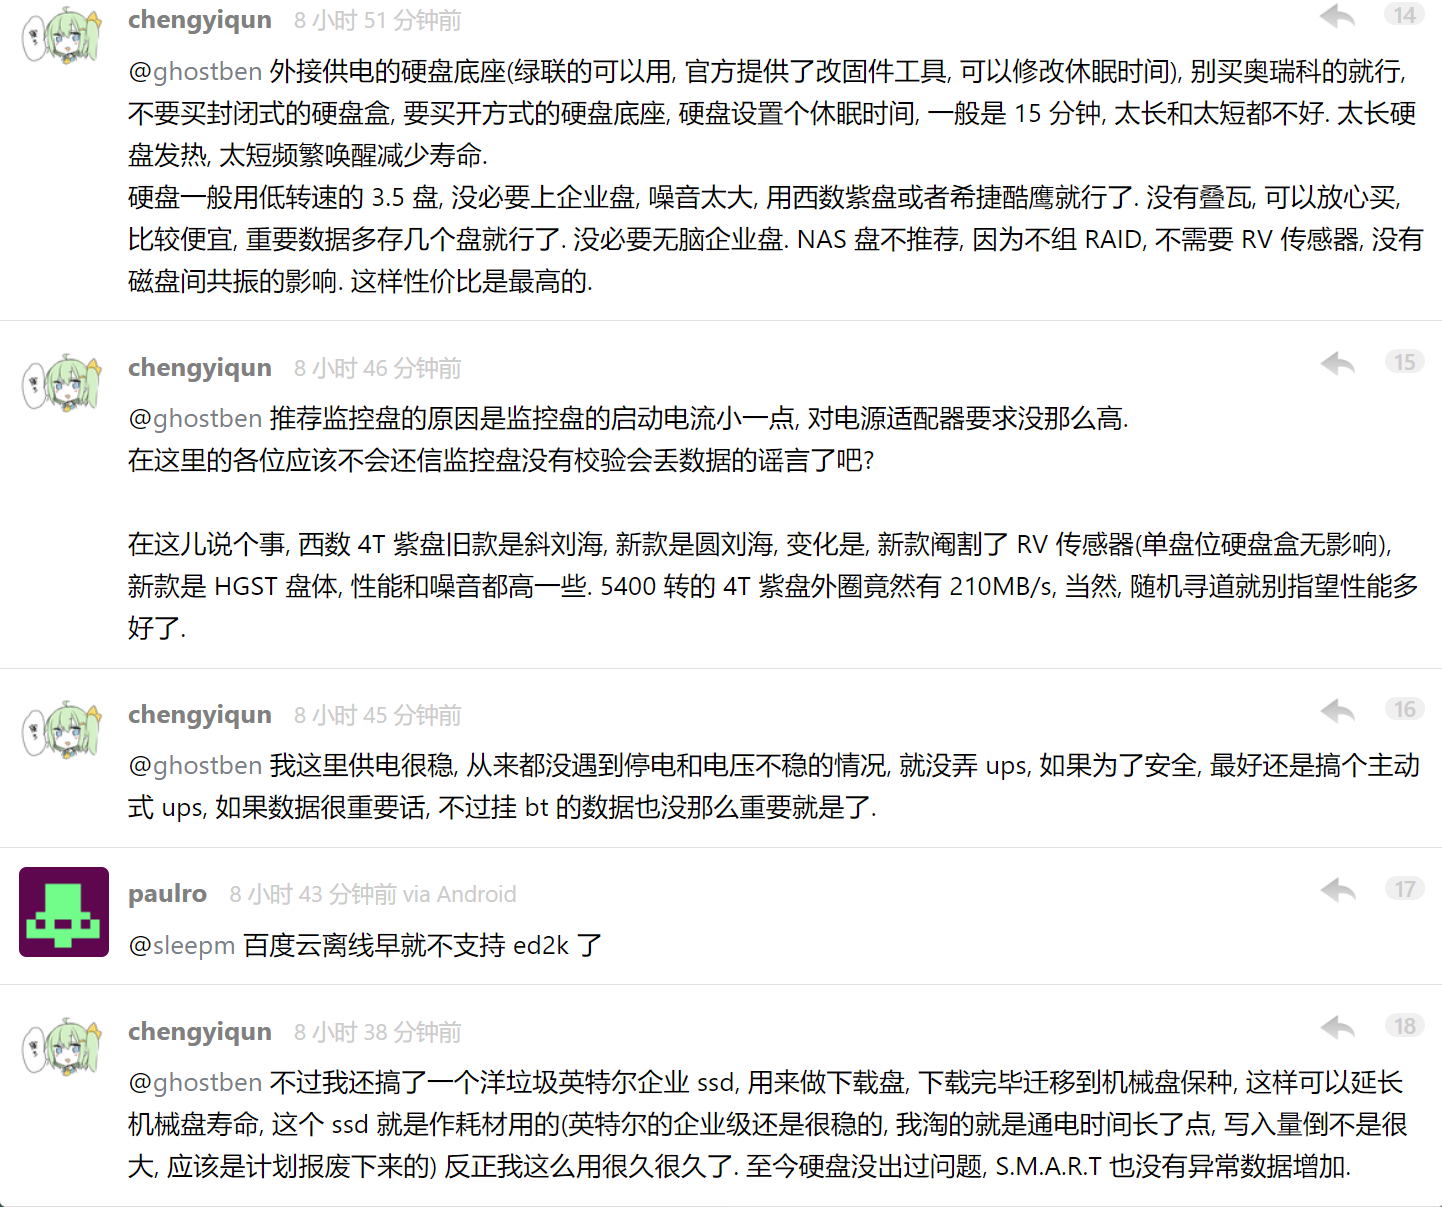 chengyiqun 8 小时 51 分钟前 14
@ghostben 外接供电的硬盘底座(绿联的可以用, 官方提供了改固件工具, 可以修改休眠时间), 别买奥瑞科的就行,
不要买封闭式的硬盘盒, 要买开方式的硬盘底座, 硬盘设置个休眠时间, 一般是 15 分钟, 太长和太短都不好. 太长硬
盘发热, 太短频繁唤醒减少寿命.
硬盘一般用低转速的 3.5 盘, 没必要上企业盘, 噪音太大, 用西数紫盘或者希捷酷鹰就行了. 没有叠瓦, 可以放心买,
比较便宜, 重要数据多存几个盘就行了. 没必要无脑企业盘. NAS 盘不推荐, 因为不组 RAID, 不需要 RV 传感器, 没有
磁盘间共振的影响. 这样性价比是最高的.
chengyiqun 8 小时 46 分钟前 15
@ghostben 推荐监控盘的原因是监控盘的启动电流小一点, 对电源适配器要求没那么高.
在这里的各位应该不会还信监控盘没有校验会丢数据的谣言了吧?
在这儿说个事, 西数 4T 紫盘旧款是斜刘海, 新款是圆刘海, 变化是, 新款阉割了 RV 传感器(单盘位硬盘盒无影响),
新款是 HGST 盘体, 性能和噪音都高一些. 5400 转的 4T 紫盘外圈竟然有 210MB/s, 当然, 随机寻道就别指望性能多
好了.
chengyiqun 8 小时 45 分钟前 16
@ghostben 我这里供电很稳, 从来都没遇到停电和电压不稳的情况, 就没弄 ups, 如果为了安全, 最好还是搞个主动
式 ups, 如果数据很重要话, 不过挂 bt 的数据也没那么重要就是了.
paulro 8 小时 43 分钟前 via Android 17
@sleepm 百度云离线早就不支持 ed2k 了
chengyiqun 8 小时 38 分钟前 18
@ghostben 不过我还搞了一个洋垃圾英特尔企业 ssd, 用来做下载盘, 下载完毕迁移到机械盘保种, 这样可以延长
机械盘寿命, 这个 ssd 就是作耗材用的(英特尔的企业级还是很稳的, 我淘的就是通电时间长了点, 写入量倒不是很
大, 应该是计划报废下来的) 反正我这么用很久很久了. 至今硬盘没出过问题, S.M.A.R.T 也没有异常数据增加.